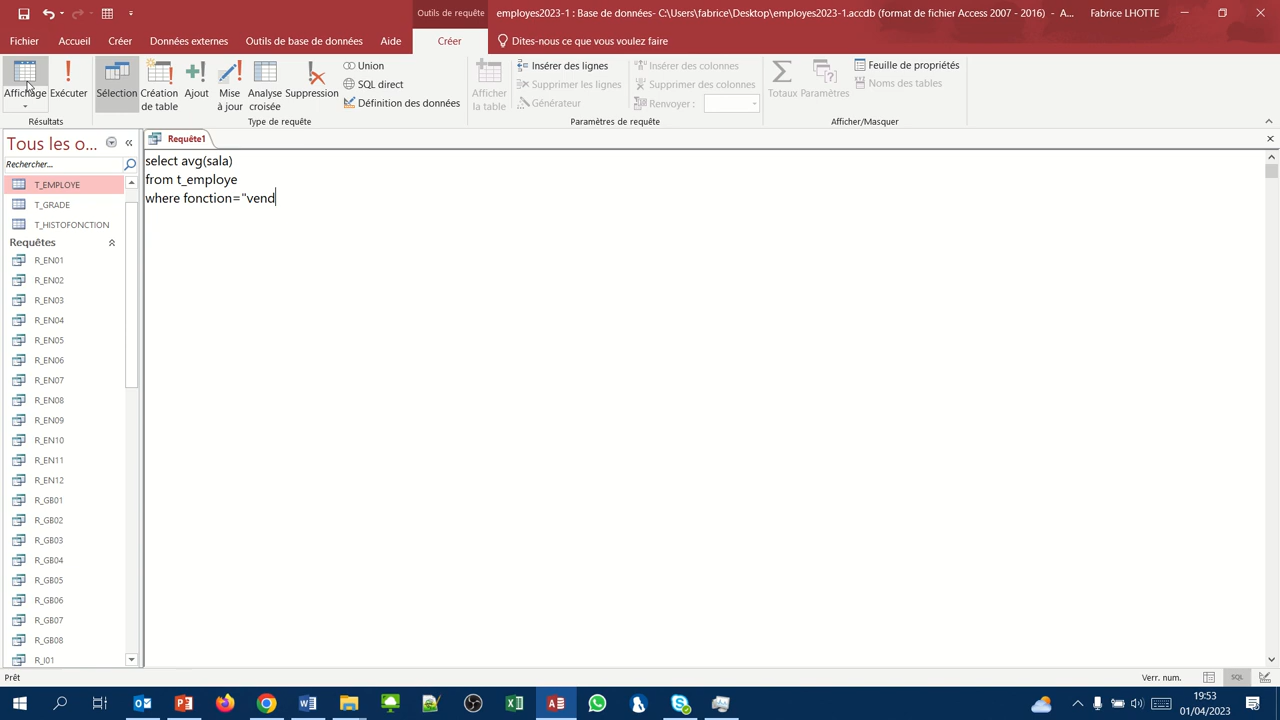 Outils de requête
employes2023-1 : Base de données- C:\Users\fabrice\Desktop\employes2023-1.accdb (format de fichier Access 2007 - 2016) - A...
Fabrice LHOTTE
Fichier
Accueil
Créer
Données externes
Outils de base de données
Aide
Créer
Dites-nous ce que vous voulez faire
Affichage
Exécuter
Résultats
Sélection
Création de table
Ajout
Mise à jour
Analyse croisée
Suppression
Union
SQL direct
Définition des données
Type de requête
Afficher la table
Insérer des lignes
Supprimer les lignes
Générateur
Insérer des colonnes
Supprimer des colonnes
Renvoyer :
Paramètres de requête
Totaux
Paramètres
Feuille de propriétés
Noms des tables
Afficher/Masquer
Tous les o...
Rechercher...
T_EMPLOYE
T_GRADE
T_HISTOFONCTION
Requêtes
R_EN01
R_EN02
R_EN03
R_EN04
R_EN05
R_EN06
R_EN07
R_EN08
R_EN09
R_EN10
R_EN11
R_EN12
R_GB01
R_GB02
R_GB03
R_GB04
R_GB05
R_GB06
R_GB07
R_GB08
R_I01
Requête1
select avg(sala)
from t_employe
where fonction="vend
Prêt
Verr. num.
SQL
19:53
01/04/2023